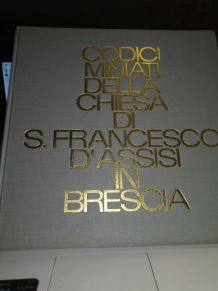 CODICI
MINIATI
DELLA
CHIESA
DI
S. FRANCESCO
D'ASSISI
IN
BRESCIA